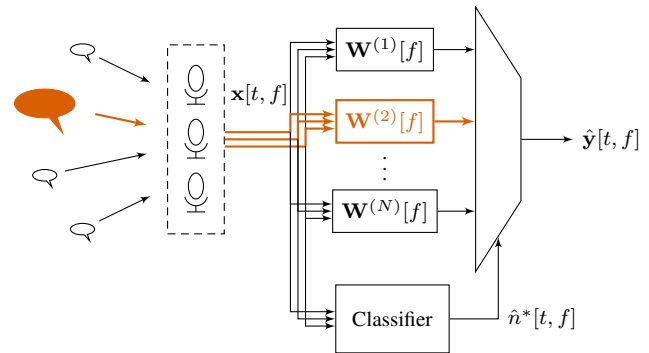 x[t, f]
W^{(1)}[f]
W^{(2)}[f]
⋮
W^{(N)}[f]
ŷ[t, f]
Classifier
n̂*[t, f]